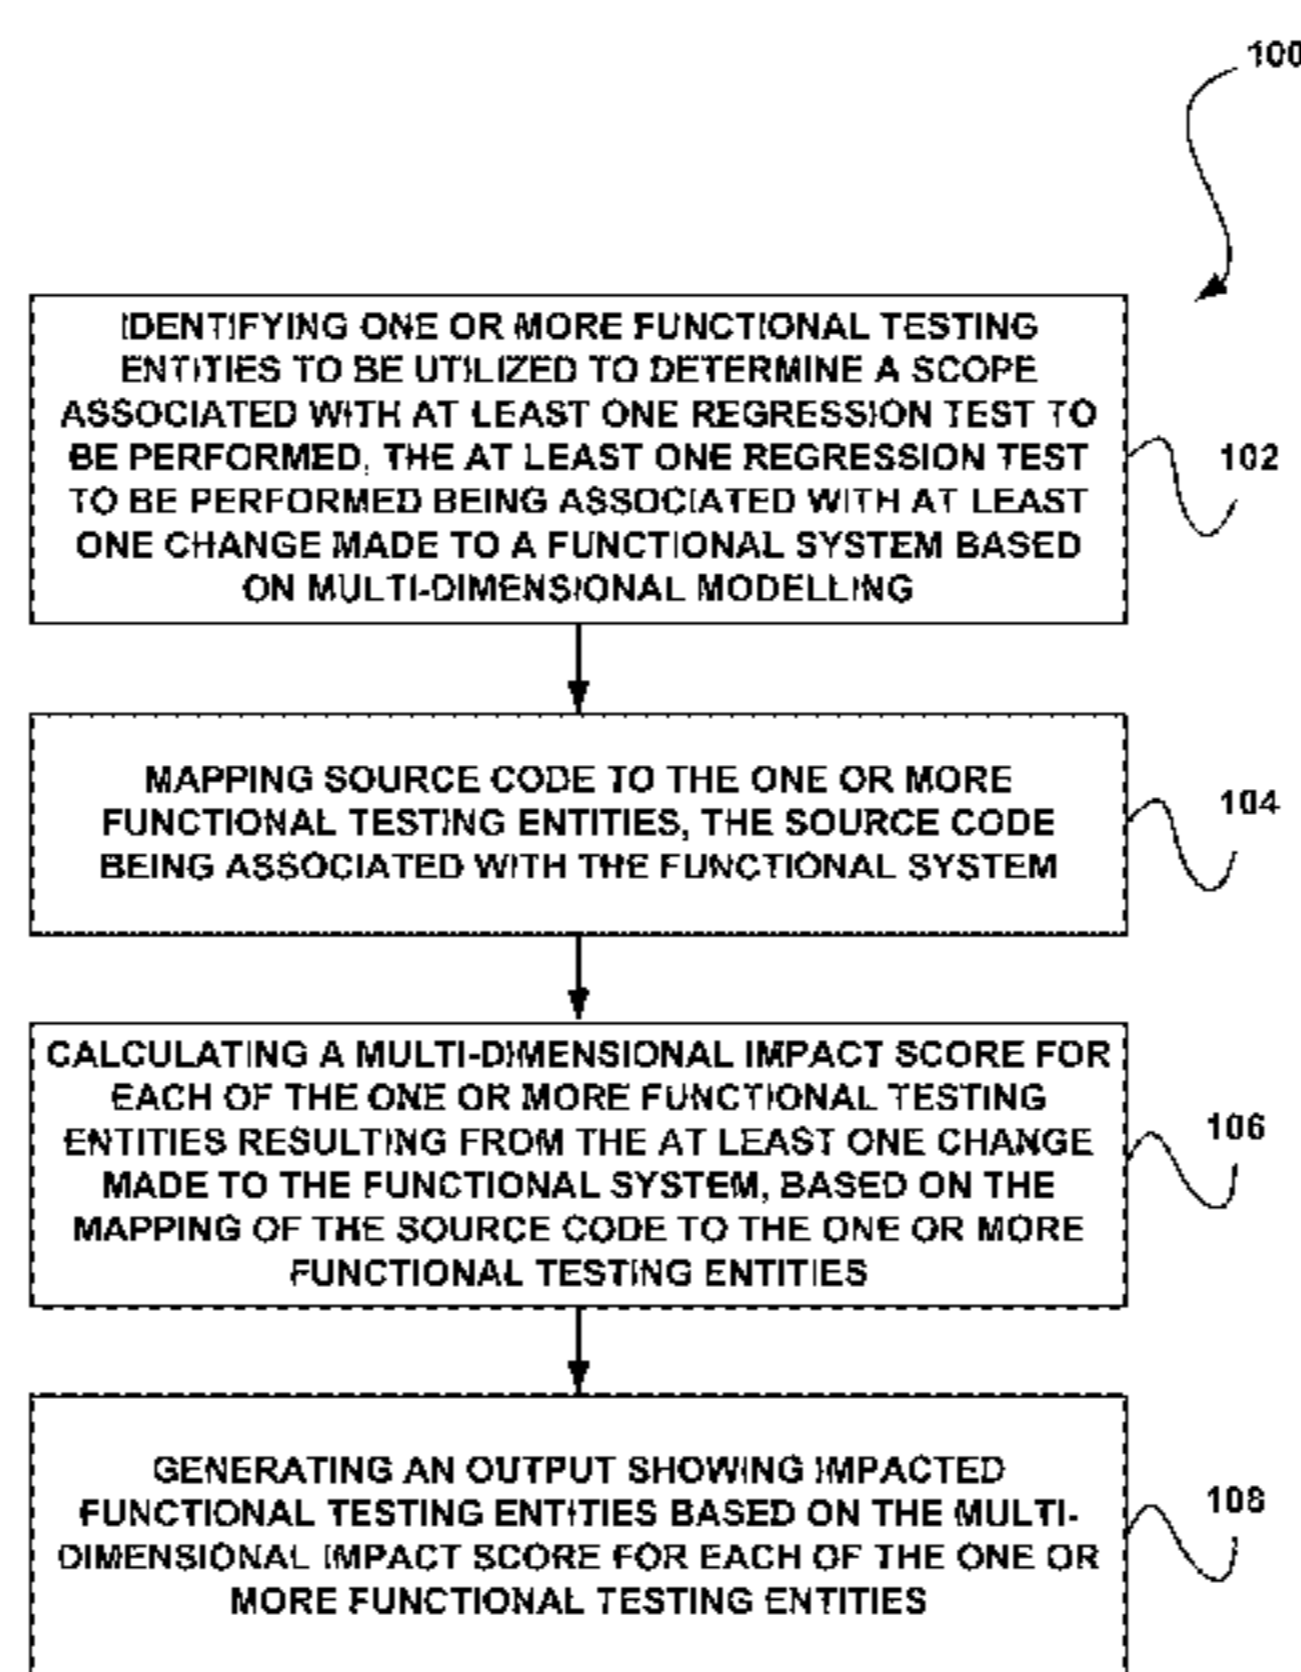 100
IDENTIFYING ONE OR MORE FUNCTIONAL TESTING
ENTITIES TO BE UTILIZED TO DETERMINE A SCOPE
ASSOCIATED WITH AT LEAST ONE REGRESSION TEST TO
BE PERFORMED, THE AT LEAST ONE REGRESSION TEST
TO BE PERFORMED BEING ASSOCIATED WITH AT LEAST
ONE CHANGE MADE TO A FUNCTIONAL SYSTEM BASED
ON MULTI-DIMENSIONAL MODELLING
102
MAPPING SOURCE CODE TO THE ONE OR MORE
FUNCTIONAL TESTING ENTITIES, THE SOURCE CODE
BEING ASSOCIATED WITH THE FUNCTIONAL SYSTEM
104
CALCULATING A MULTI-DIMENSIONAL IMPACT SCORE FOR
EACH OF THE ONE OR MORE FUNCTIONAL TESTING
ENTITIES RESULTING FROM THE AT LEAST ONE CHANGE
MADE TO THE FUNCTIONAL SYSTEM, BASED ON THE
MAPPING OF THE SOURCE CODE TO THE ONE OR MORE
FUNCTIONAL TESTING ENTITIES
106
GENERATING AN OUTPUT SHOWING IMPACTED
FUNCTIONAL TESTING ENTITIES BASED ON THE MULTI-
DIMENSIONAL IMPACT SCORE FOR EACH OF THE ONE OR
MORE FUNCTIONAL TESTING ENTITIES
108